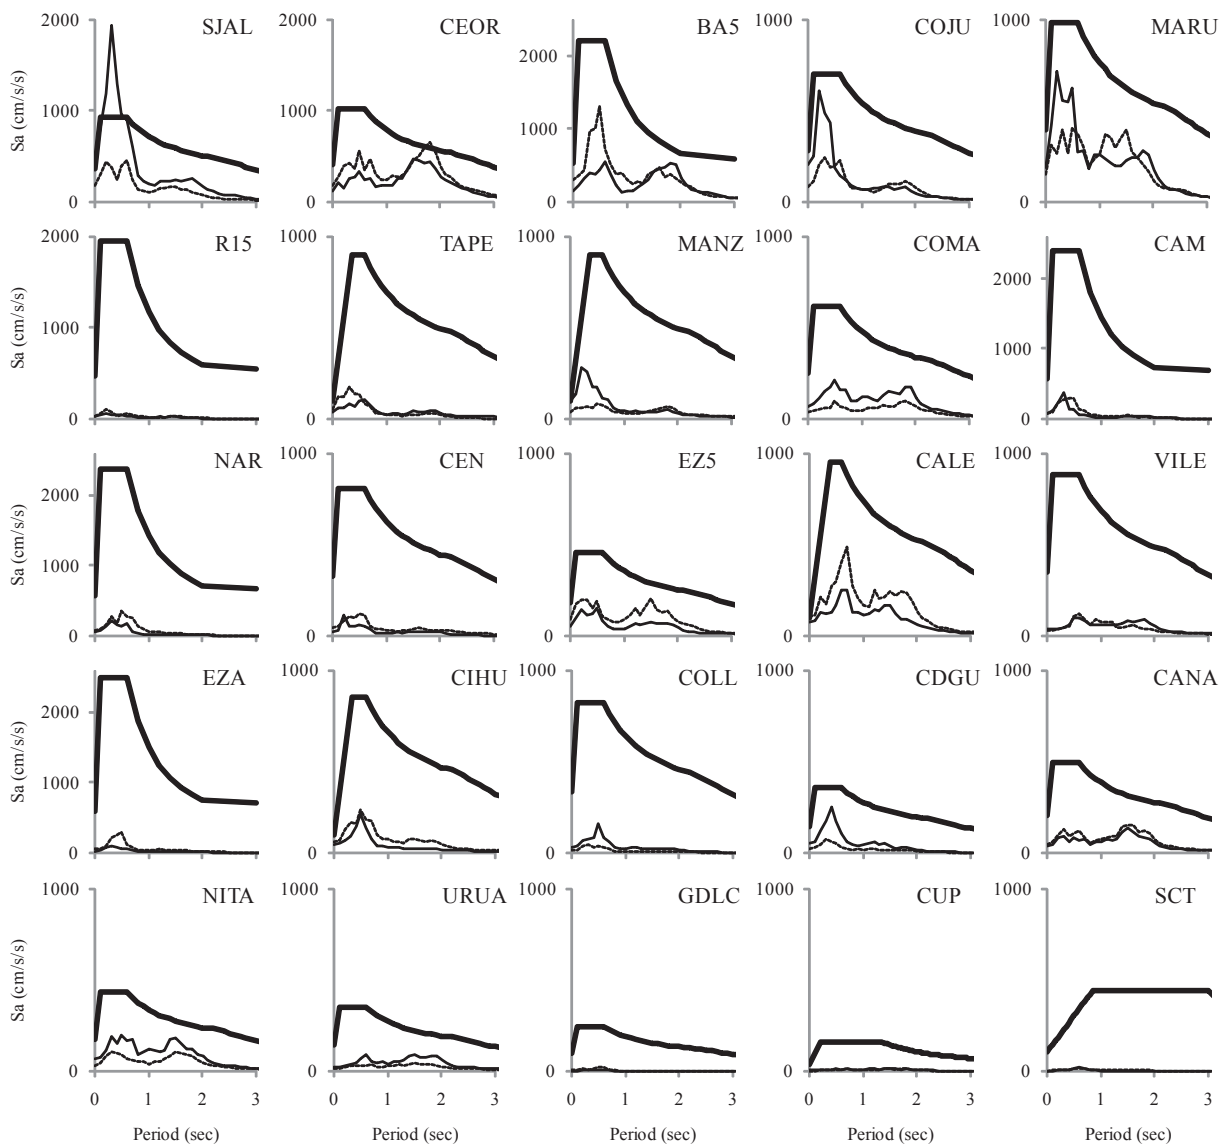 SJAL CEOR BA5 COJU MARU
2000 2000 2000 1000 1000
1000 1000 1000
0 0 0 0 0
Sa (cm/s/s)
R15 TAPE MANZ COMA CAM
2000 1000 1000 1000 2000
1000 1000
0 0 0 0 0
Sa (cm/s/s)
NAR CEN EZ5 CALE VILE
2000 1000 1000 1000 1000
1000
0 0 0 0 0
Sa (cm/s/s)
EZA CIHU COLL CDGU CANA
2000 1000 1000 1000 1000
1000
0 0 0 0 0
Sa (cm/s/s)
NITA URUA GDLC CUP SCT
1000 1000 1000 1000 1000
0 0 0 0 0
Sa (cm/s/s)
0 1 2 3 0 1 2 3 0 1 2 3 0 1 2 3 0 1 2 3
Period (sec) Period (sec) Period (sec) Period (sec) Period (sec)